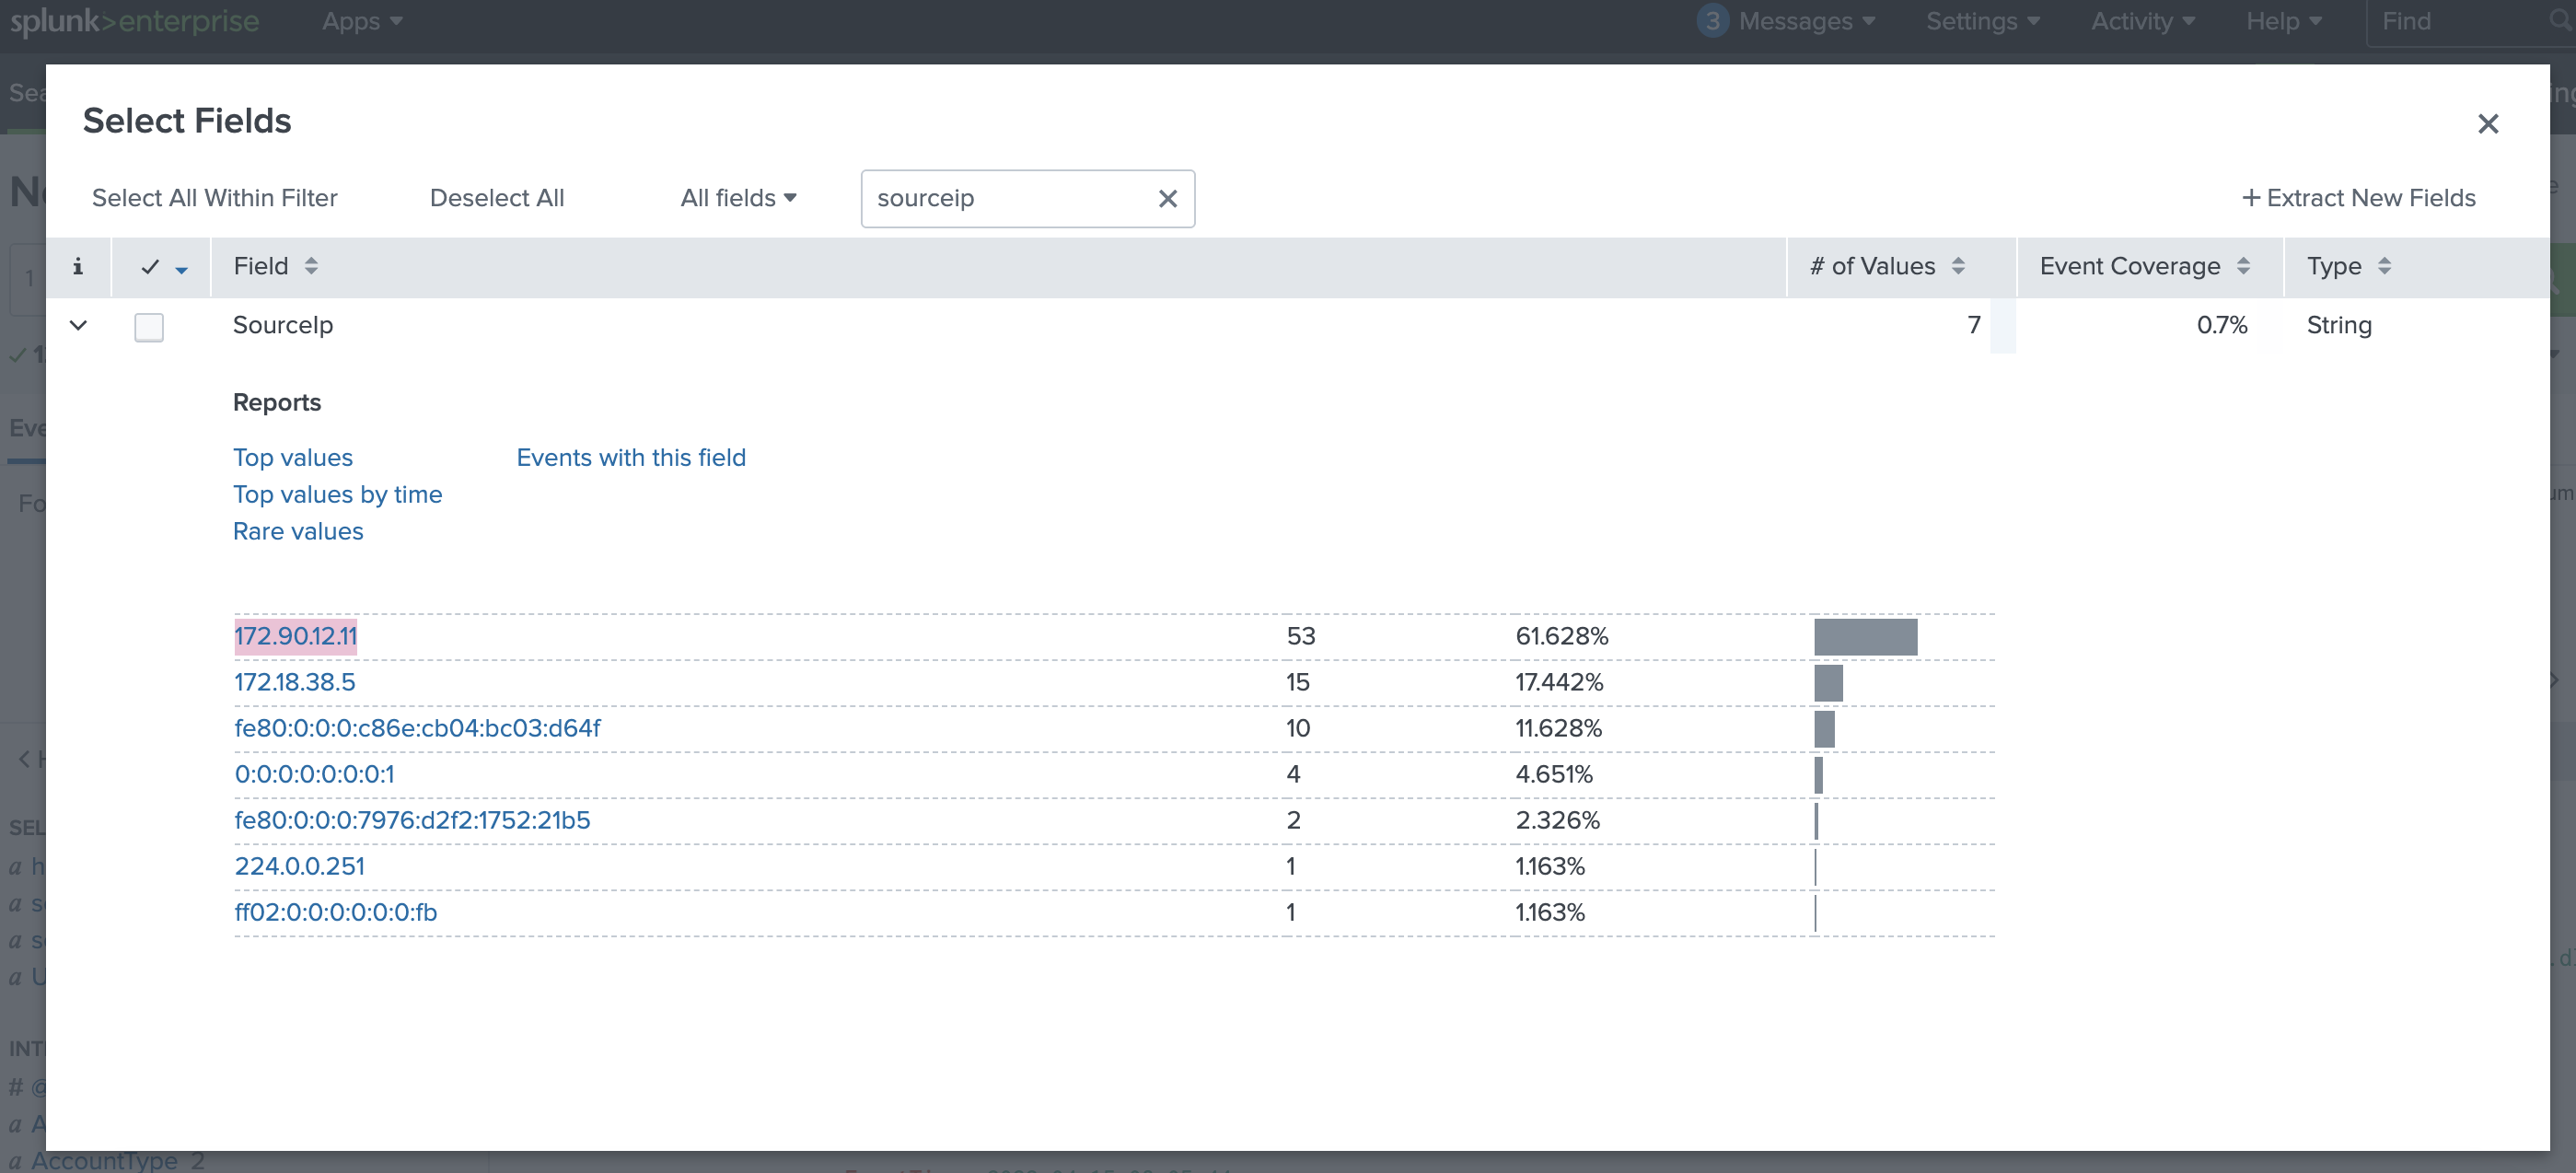 splunk>enterprise Apps 3 Messages Settings Activity Help Find
Select Fields
Select All Within Filter Deselect All All fields sourceip + Extract New Fields
i Field # of Values Event Coverage Type
SourceIp 7 0.7% String
Reports
Top values Events with this field
Top values by time
Rare values
172.90.12.11 53 61.628%
172.18.38.5 15 17.442%
fe80:0:0:0:c86e:cb04:bc03:d64f 10 11.628%
0:0:0:0:0:0:0:1 4 4.651%
fe80:0:0:0:7976:d2f2:1752:21b5 2 2.326%
224.0.0.251 1 1.163%
ff02:0:0:0:0:0:0:fb 1 1.163%
a AccountType 2